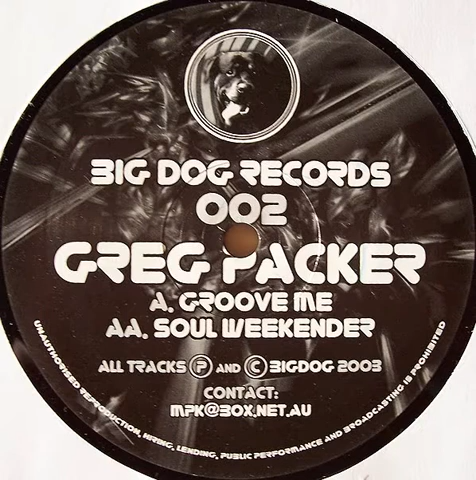 BIG DOG RECORDS
002
GREG PACKER
A. GROOVE ME
AA. SOUL WEEKENDER
ALL TRACKS Ⓟ AND © BIGDOG 2003
CONTACT:
MPK@BOX.NET.AU
UNAUTHORISED REPRODUCTION, HIRING, LENDING, PUBLIC PERFORMANCE AND BROADCASTING IS PROHIBITED